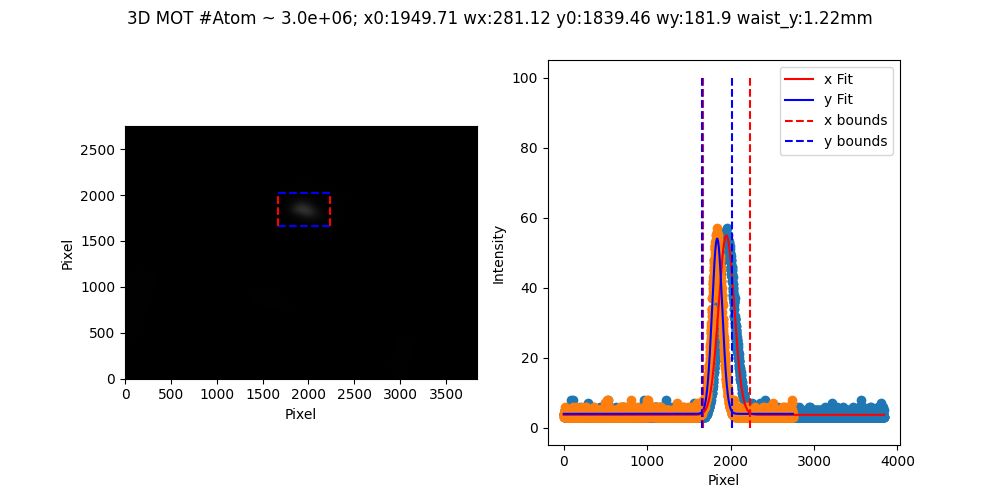 3D MOT #Atom ~ 3.0e+06; x0:1949.71 wx:281.12 y0:1839.46 wy:181.9 waist_y:1.22mm
2500
2000
1500
1000
500
0
Pixel
0 500 1000 1500 2000 2500 3000 3500
Pixel
100
80
60
40
20
0
Intensity
x Fit
y Fit
x bounds
y bounds
0 1000 2000 3000 4000
Pixel